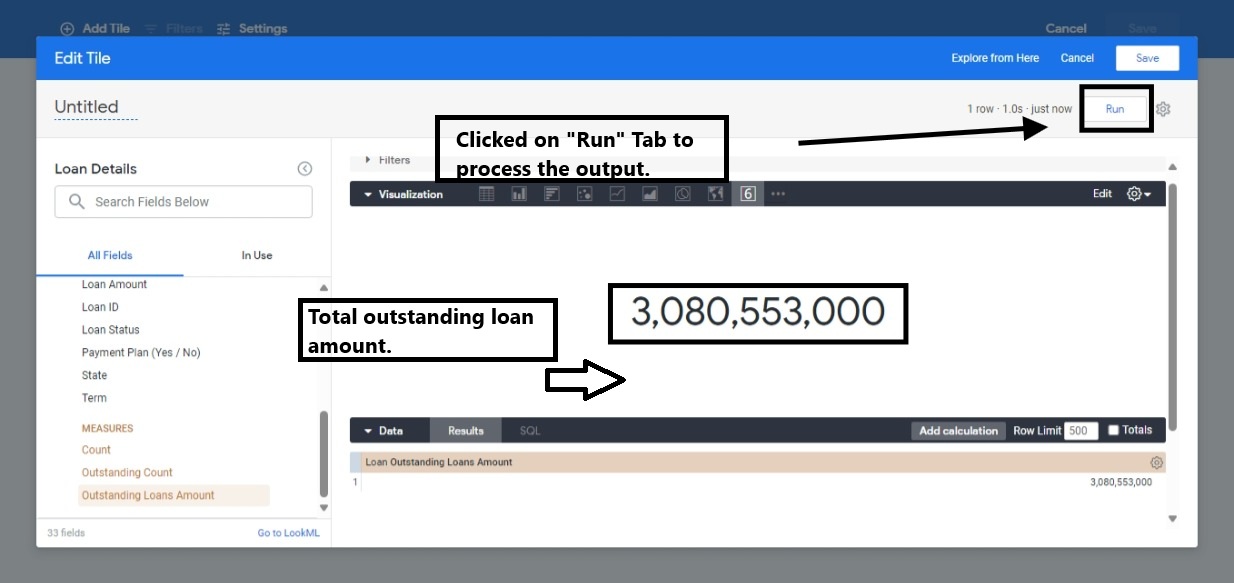 Add Tile Filters Settings Cancel Save
Edit Tile Explore from Here Cancel Save
Untitled
1 row · 1.0s · just now Run
Clicked on "Run" Tab to
process the output.
Loan Details
Search Fields Below
All Fields In Use
Loan Amount
Loan ID
Loan Status
Payment Plan (Yes / No)
State
Term
MEASURES
Count
Outstanding Count
Outstanding Loans Amount
33 fields Go to LookML
Filters
Visualization 6 Edit
Total outstanding loan
amount.
3,080,553,000
Data Results SQL Add calculation Row Limit 500 Totals
Loan Outstanding Loans Amount
1 3,080,553,000